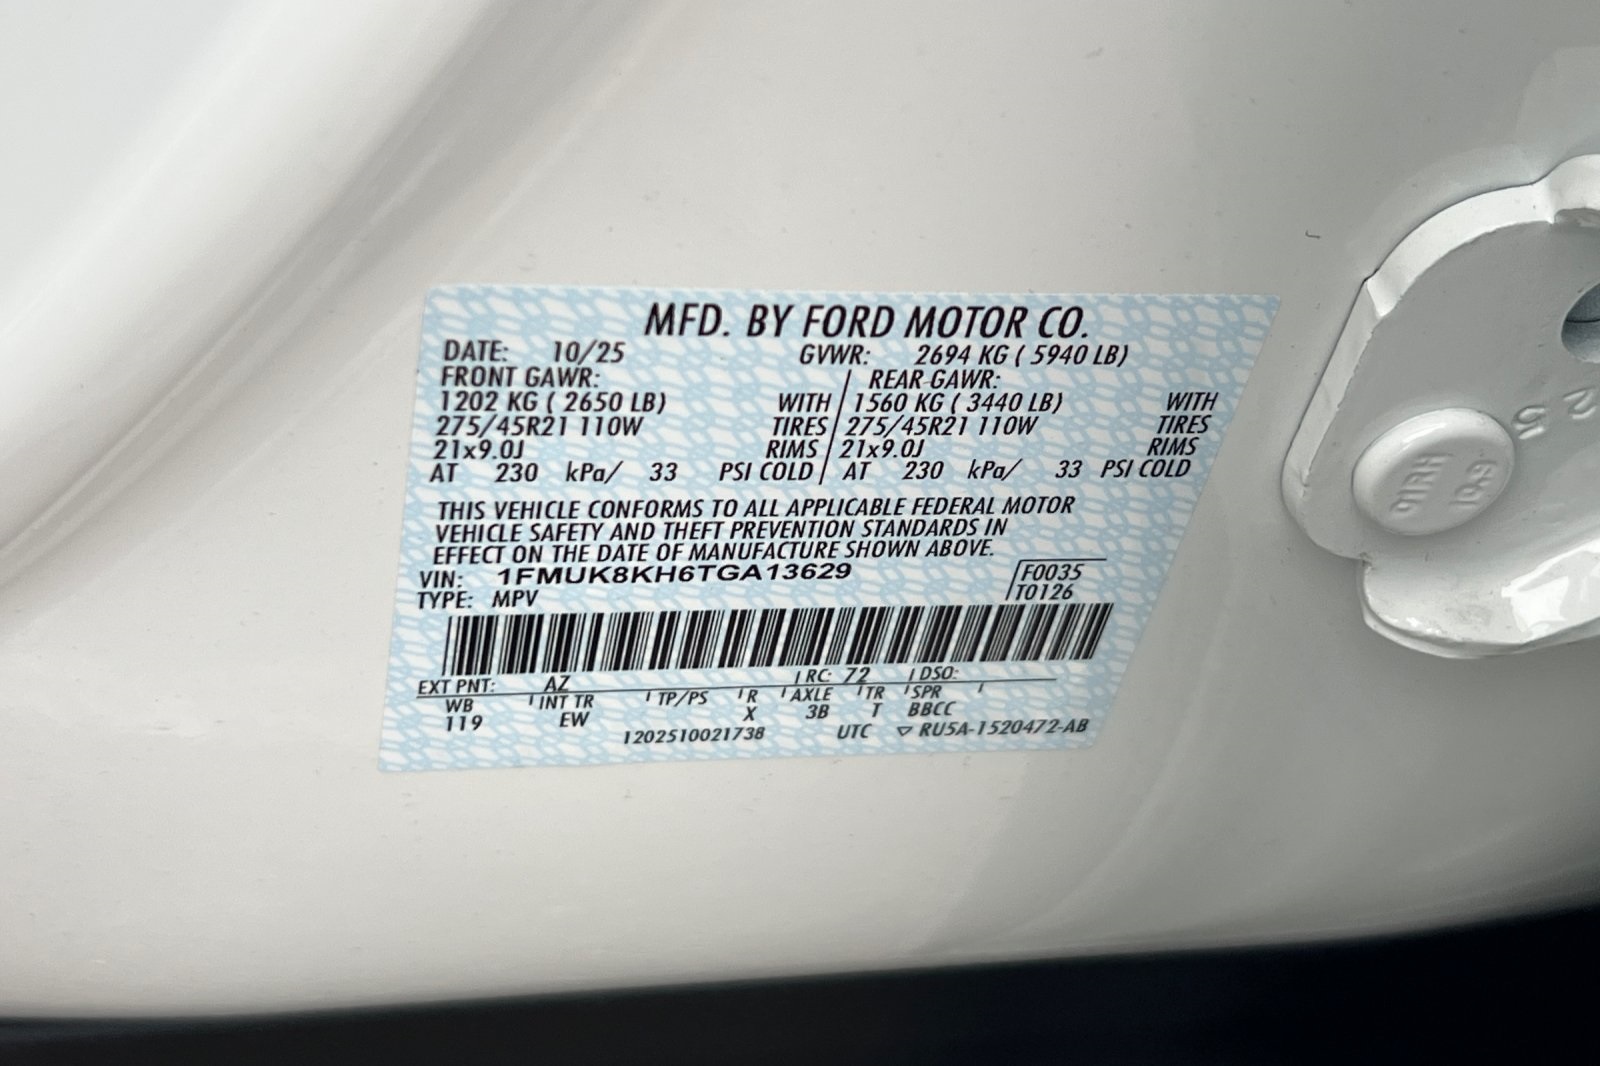 MFD. BY FORD MOTOR CO.
DATE: 10/25 GVWR: 2694 KG ( 5940 LB)
FRONT GAWR: / REAR GAWR:
1202 KG ( 2650 LB) WITH / 1560 KG ( 3440 LB) WITH
275/45R21 110W TIRES / 275/45R21 110W TIRES
21x9.0J RIMS / 21x9.0J RIMS
AT 230 kPa/ 33 PSI COLD / AT 230 kPa/ 33 PSI COLD
THIS VEHICLE CONFORMS TO ALL APPLICABLE FEDERAL MOTOR
VEHICLE SAFETY AND THEFT PREVENTION STANDARDS IN
EFFECT ON THE DATE OF MANUFACTURE SHOWN ABOVE.
VIN: 1FMUK8KH6TGA13629 F0035
TYPE: MPV T0126
EXT PNT: AZ RC: 72 DSO:
WB INT TR TP/PS R AXLE TR SPR
119 EW X 3B T BBCC
1202510021738 UTC ▽ RU5A-1520472-AB